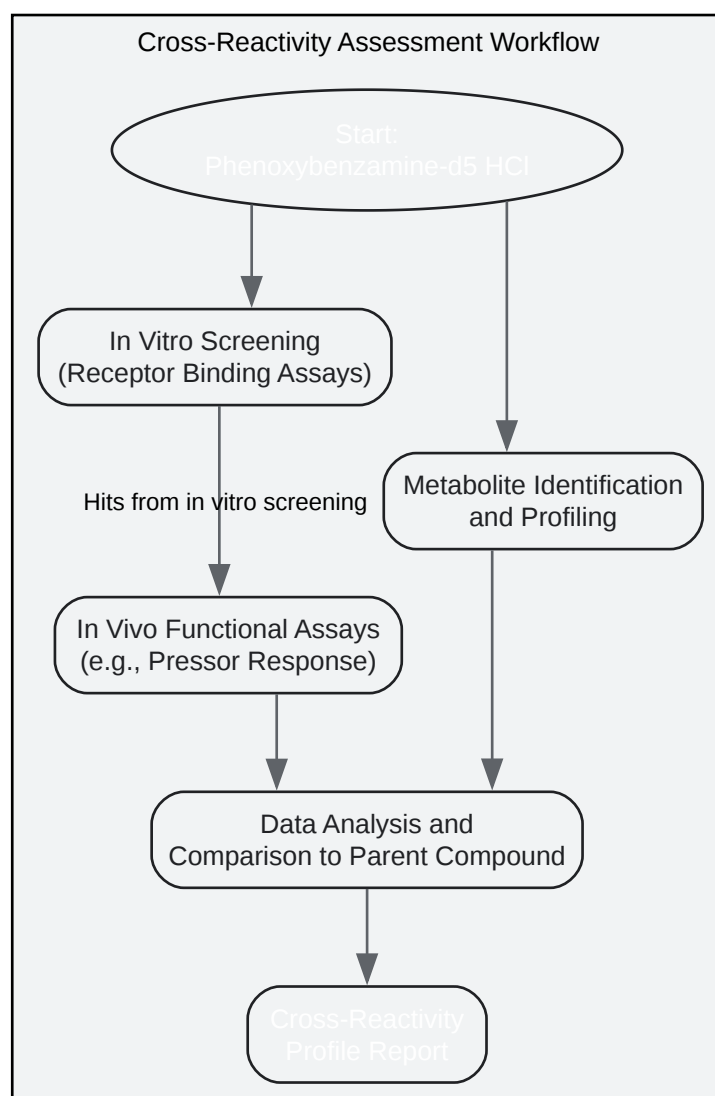 Cross-Reactivity Assessment Workflow
Start:
Phenoxybenzamine-d5 HCl
In Vitro Screening
(Receptor Binding Assays)
Hits from in vitro screening
Metabolite Identification
and Profiling
In Vivo Functional Assays
(e.g., Pressor Response)
Data Analysis and
Comparison to Parent Compound
Cross-Reactivity
Profile Report